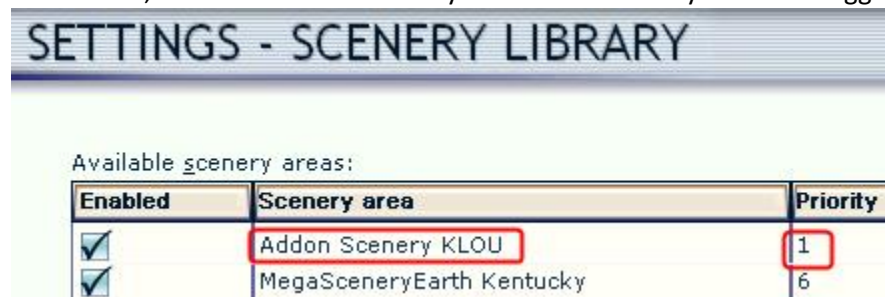 SETTINGS - SCENERY LIBRARY
Available scenery areas:
Enabled Scenery area Priority
Addon Scenery KLOU 1
MegaSceneryEarth Kentucky 6